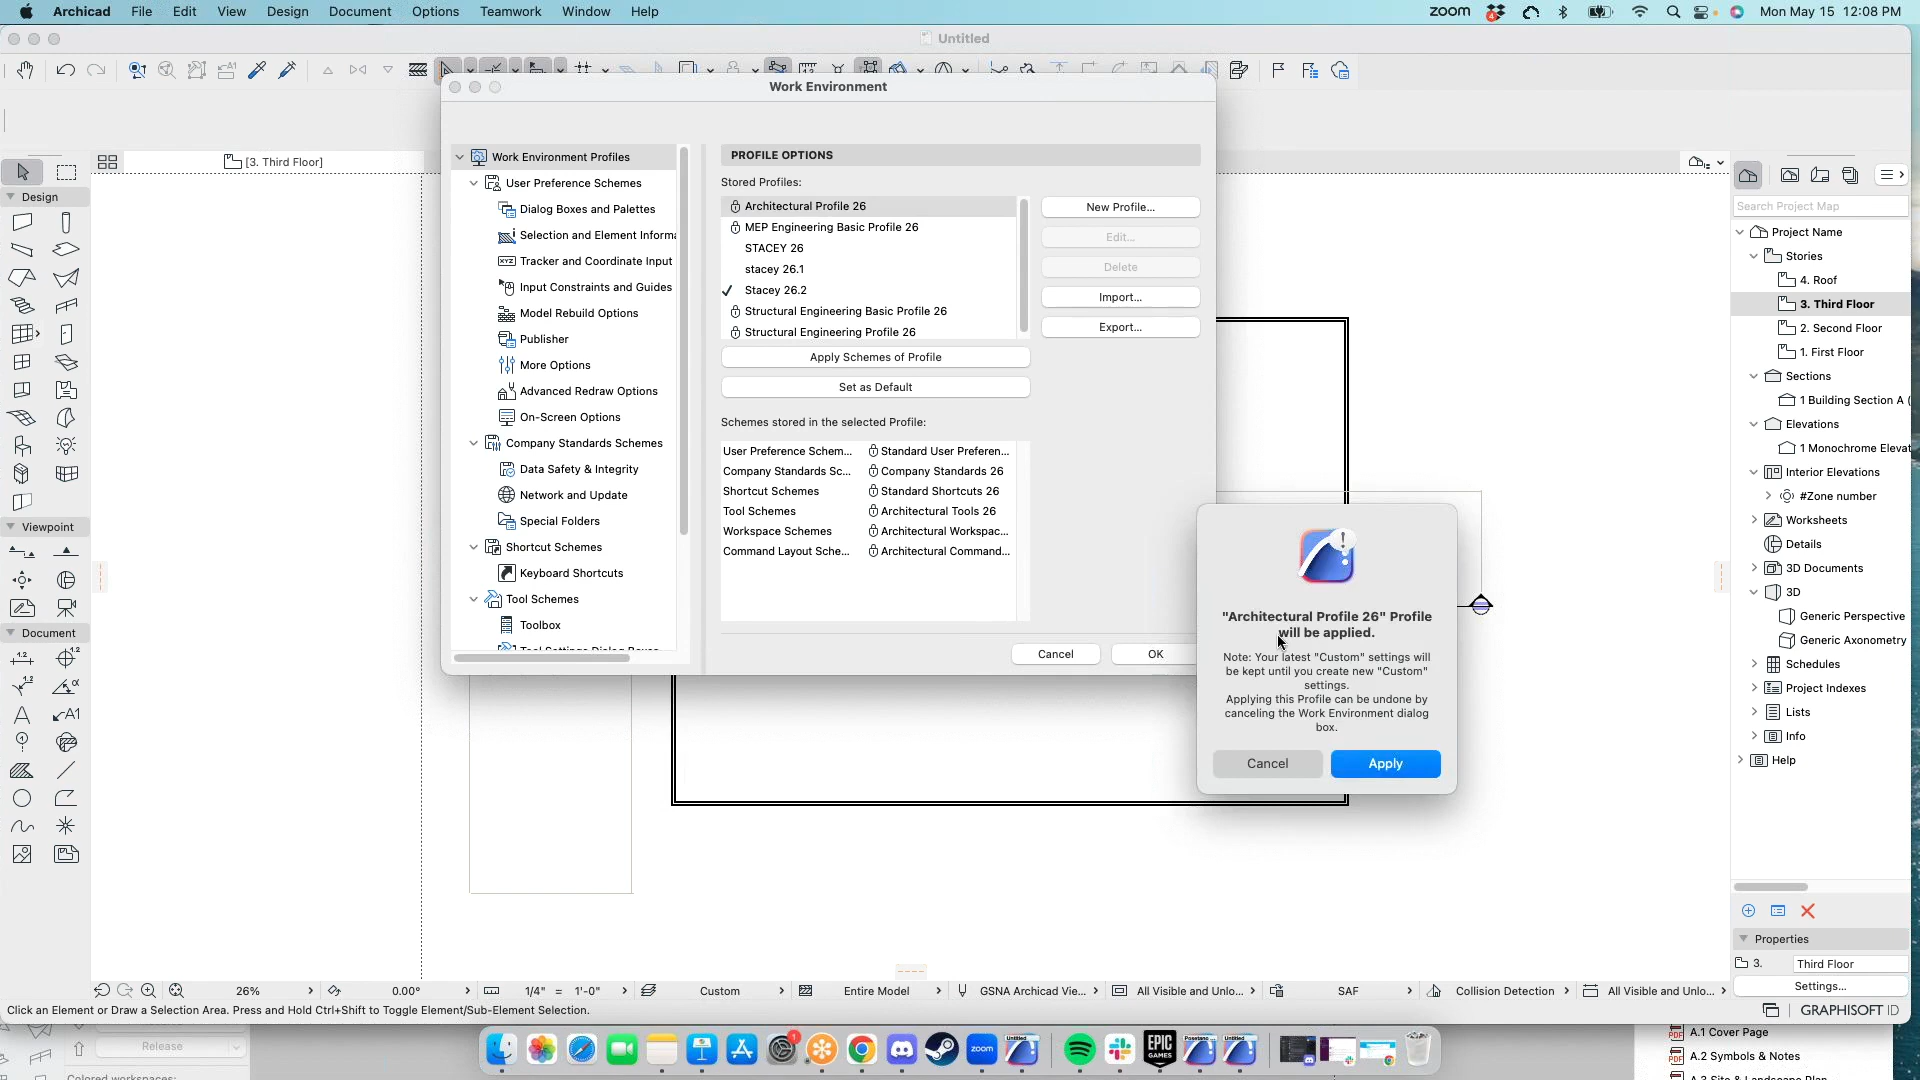 Archicad File Edit View Design Document Options Teamwork Window Help
zoom 4 Mon May 15 12:08 PM
Untitled
Work Environment
[3. Third Floor]
Design
Viewpoint
Document
Work Environment Profiles
User Preference Schemes
Dialog Boxes and Palettes
Selection and Element Informa
Tracker and Coordinate Input
Input Constraints and Guides
Model Rebuild Options
Publisher
More Options
Advanced Redraw Options
On-Screen Options
Company Standards Schemes
Data Safety & Integrity
Network and Update
Special Folders
Shortcut Schemes
Keyboard Shortcuts
Tool Schemes
Toolbox
PROFILE OPTIONS
Stored Profiles:
Architectural Profile 26
MEP Engineering Basic Profile 26
STACEY 26
stacey 26.1
Stacey 26.2
Structural Engineering Basic Profile 26
Structural Engineering Profile 26
New Profile...
Edit...
Delete
Import...
Export...
Apply Schemes of Profile
Set as Default
Schemes stored in the selected Profile:
User Preference Schem... Standard User Preferen...
Company Standards Sc... Company Standards 26
Shortcut Schemes Standard Shortcuts 26
Tool Schemes Architectural Tools 26
Workspace Schemes Architectural Workspac...
Command Layout Sche... Architectural Command...
Cancel OK
"Architectural Profile 26" Profile
will be applied.
Note: Your latest "Custom" settings will
be kept until you create new "Custom"
settings.
Applying this Profile can be undone by
canceling the Work Environment dialog
box.
Cancel Apply
Search Project Map
Project Name
Stories
4. Roof
3. Third Floor
2. Second Floor
1. First Floor
Sections
1 Building Section A (
Elevations
1 Monochrome Elevat
Interior Elevations
#Zone number
Worksheets
Details
3D Documents
3D
Generic Perspective
Generic Axonometry
Schedules
Project Indexes
Lists
Info
Help
Properties
3. Third Floor
Settings...
26% 0.00° 1/4" = 1'-0" Custom Entire Model GSNA Archicad Vie... All Visible and Unlo... SAF Collision Detection All Visible and Unlo...
Click an Element or Draw a Selection Area. Press and Hold Ctrl+Shift to Toggle Element/Sub-Element Selection.
GRAPHISOFT ID
Release
A.1 Cover Page
A.2 Symbols & Notes
Colored workspaces:
1
zoom
EPIC
GAMES